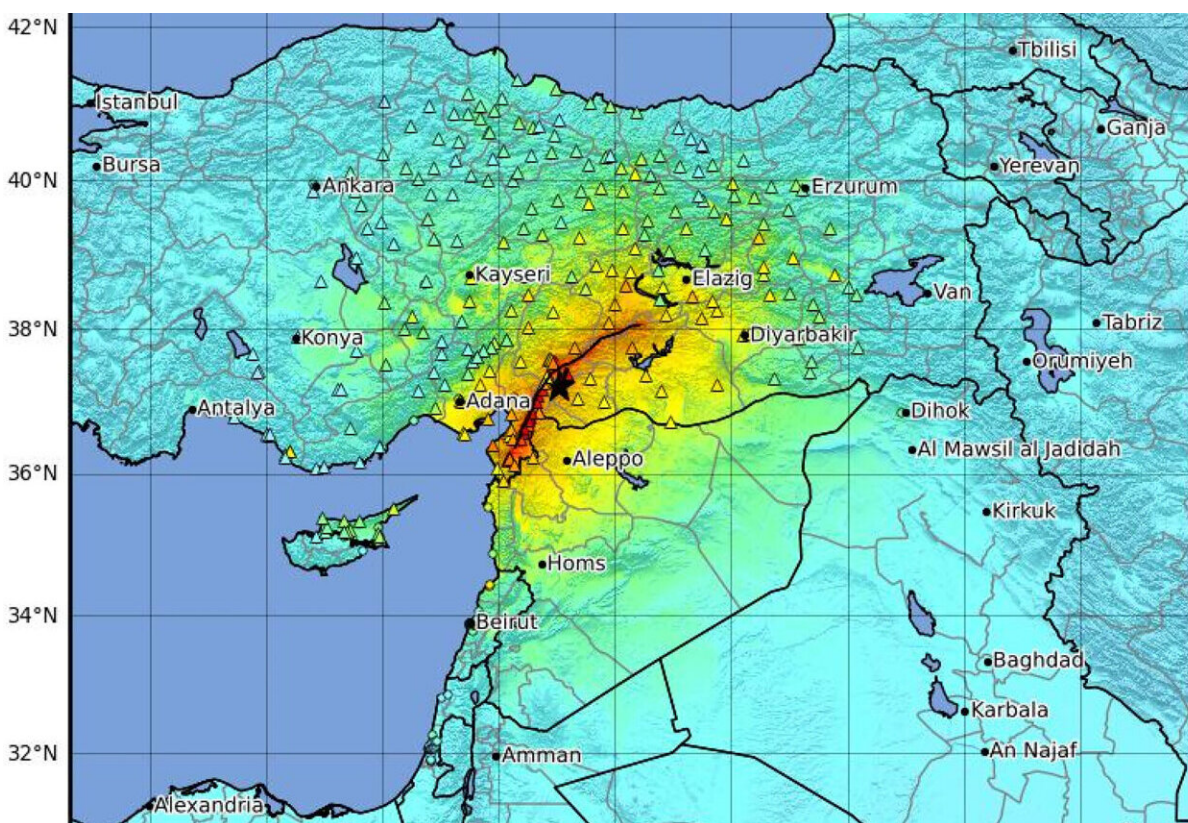 42°N
Tbilisi
Istanbul
Ganja
Bursa
Yerevan
40°N
Ankara
Erzurum
Kayseri
Elazig
Van
38°N
Konya
Diyarbakir
Tabriz
Orumiyeh
Antalya
Adana
Dihok
36°N
Aleppo
Al Mawsil al Jadidah
Kirkuk
Homs
34°N
Beirut
Baghdad
Karbala
32°N
Amman
An Najaf
Alexandria